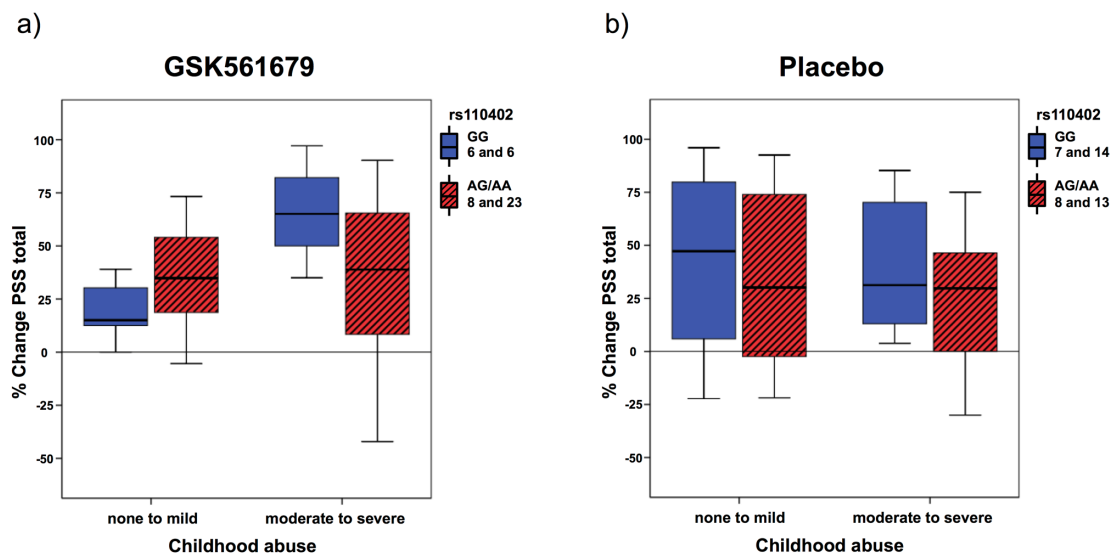 a)
GSK561679
% Change PSS total
100
75
50
25
0
-25
-50
none to mild
moderate to severe
Childhood abuse
rs110402
GG
6 and 6
AG/AA
8 and 23
b)
Placebo
% Change PSS total
100
75
50
25
0
-25
-50
none to mild
moderate to severe
Childhood abuse
rs110402
GG
7 and 14
AG/AA
8 and 13